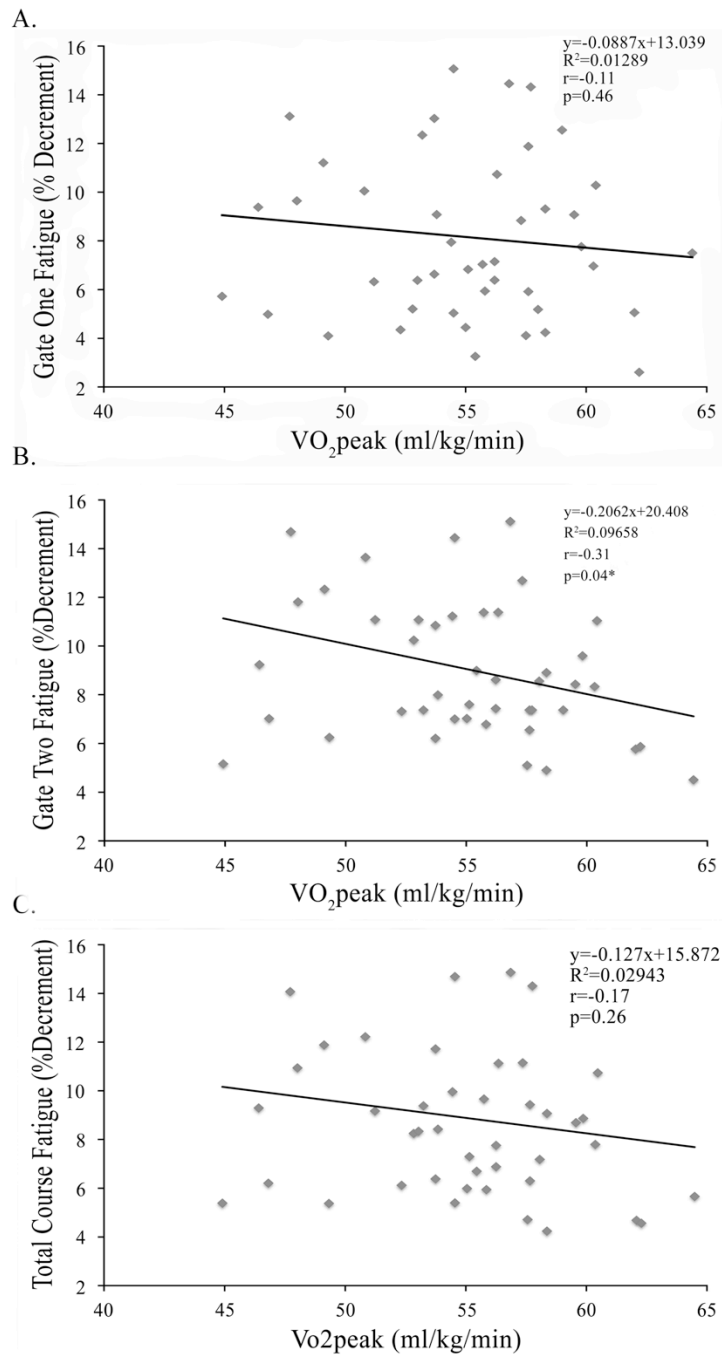 A.
y=-0.0887x+13.039
R²=0.01289
r=-0.11
p=0.46
Gate One Fatigue (% Decrement)
16
14
12
10
8
6
4
2
40 45 50 55 60 65
VO₂peak (ml/kg/min)
B.
y=-0.2062x+20.408
R²=0.09658
r=-0.31
p=0.04*
Gate Two Fatigue (%Decrement)
16
14
12
10
8
6
4
2
40 45 50 55 60 65
VO₂peak (ml/kg/min)
C.
y=-0.127x+15.872
R²=0.02943
r=-0.17
p=0.26
Total Course Fatigue (%Decrement)
16
14
12
10
8
6
4
2
40 45 50 55 60 65
Vo2peak (ml/kg/min)